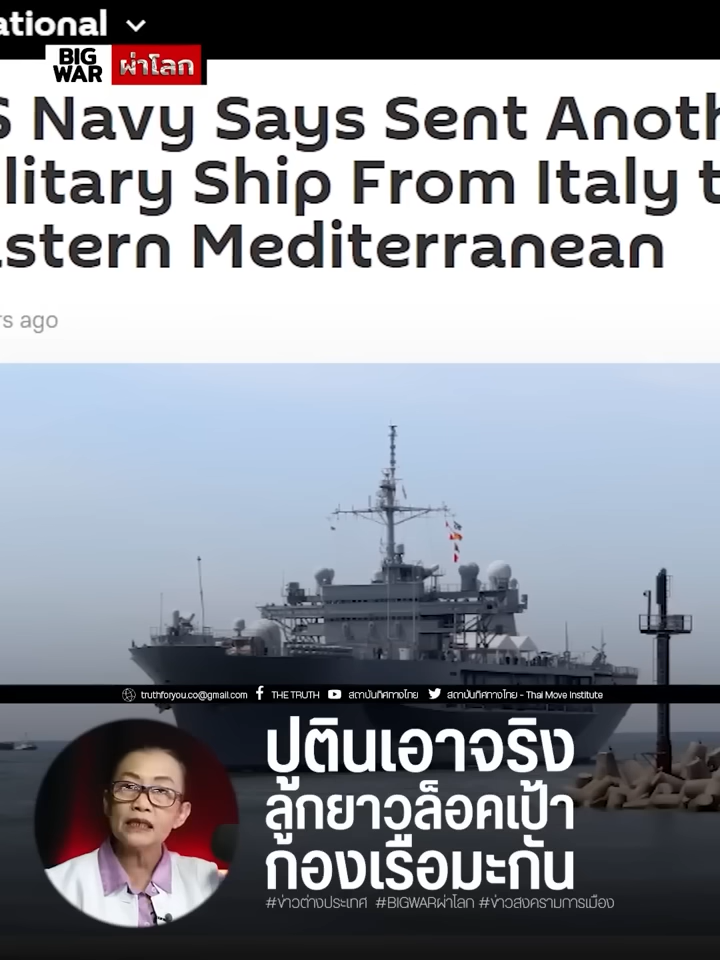 ational
BIG WAR ผ่าโลก
S Navy Says Sent Anoth
litary Ship From Italy t
astern Mediterranean
rs ago
truthforyou.co@gmail.com THE TRUTH สถาบันทิศทางไทย สถาบันทิศทางไทย - Thai Move Institute
ปูตินเอาจริง
ลูกยาวล็อคเป้า
กองเรือมะกัน
#ข่าวต่างประเทศ #BIGWARผ่าโลก #ข่าวสงครามการเมือง